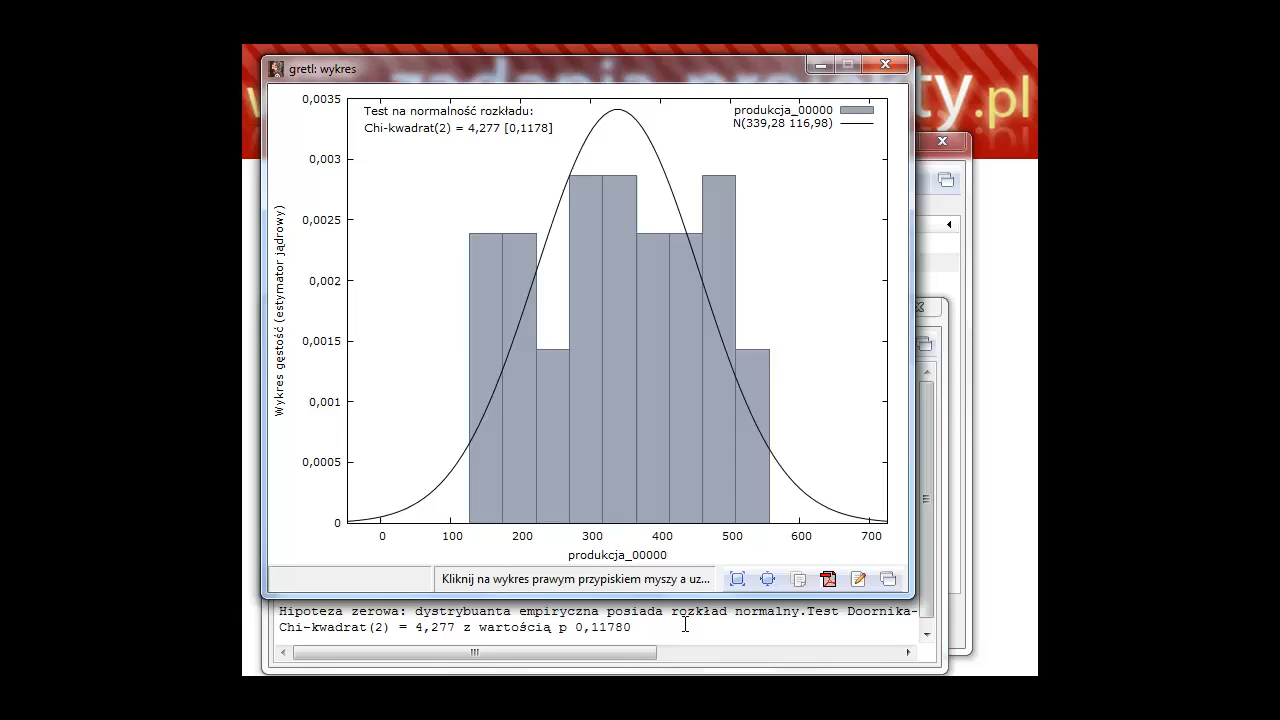 zadania projekty.pl
gretl: wykres
0,0035
0,003
0,0025
0,002
0,0015
0,001
0,0005
0
Wykres gęstość (estymator jądrowy)
Test na normalność rozkładu:
Chi-kwadrat(2) = 4,277 [0,1178]
produkcja_00000
N(339,28 116,98)
0 100 200 300 400 500 600 700
produkcja_00000
Kliknij na wykres prawym przypiskiem myszy a uz...
Hipoteza zerowa: dystrybuanta empiryczna posiada rozkład normalny.Test Doornika-
Chi-kwadrat(2) = 4,277 z wartością p 0,11780